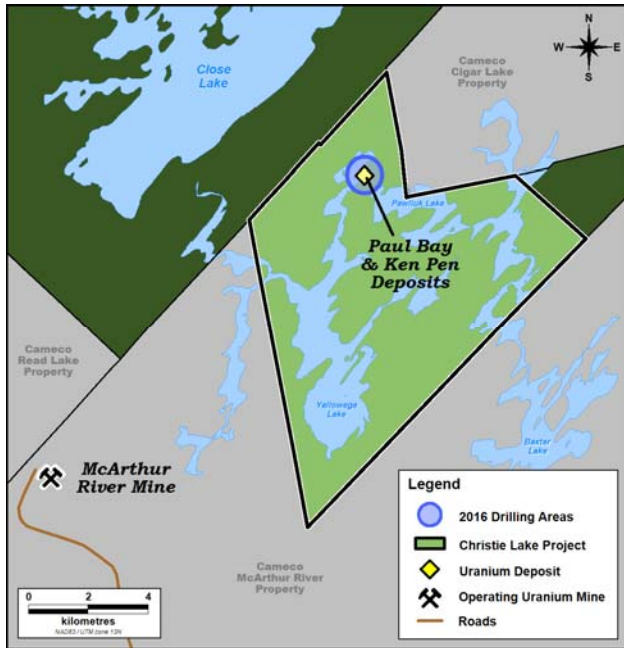 Close
Lake
Cameco
Cigar Lake
Property
N
W
E
S
Pawliuk Lake
Paul Bay
& Ken Pen
Deposits
Cameco
Read Lake
Property
Yallowega
Lake
Baxter
Lake
McArthur
River Mine
Cameco
McArthur River
Property
Legend
2016 Drilling Areas
Christie Lake Project
Uranium Deposit
Operating Uranium Mine
Roads
0 2 4
kilometres
NAD83 / UTM zone 13N